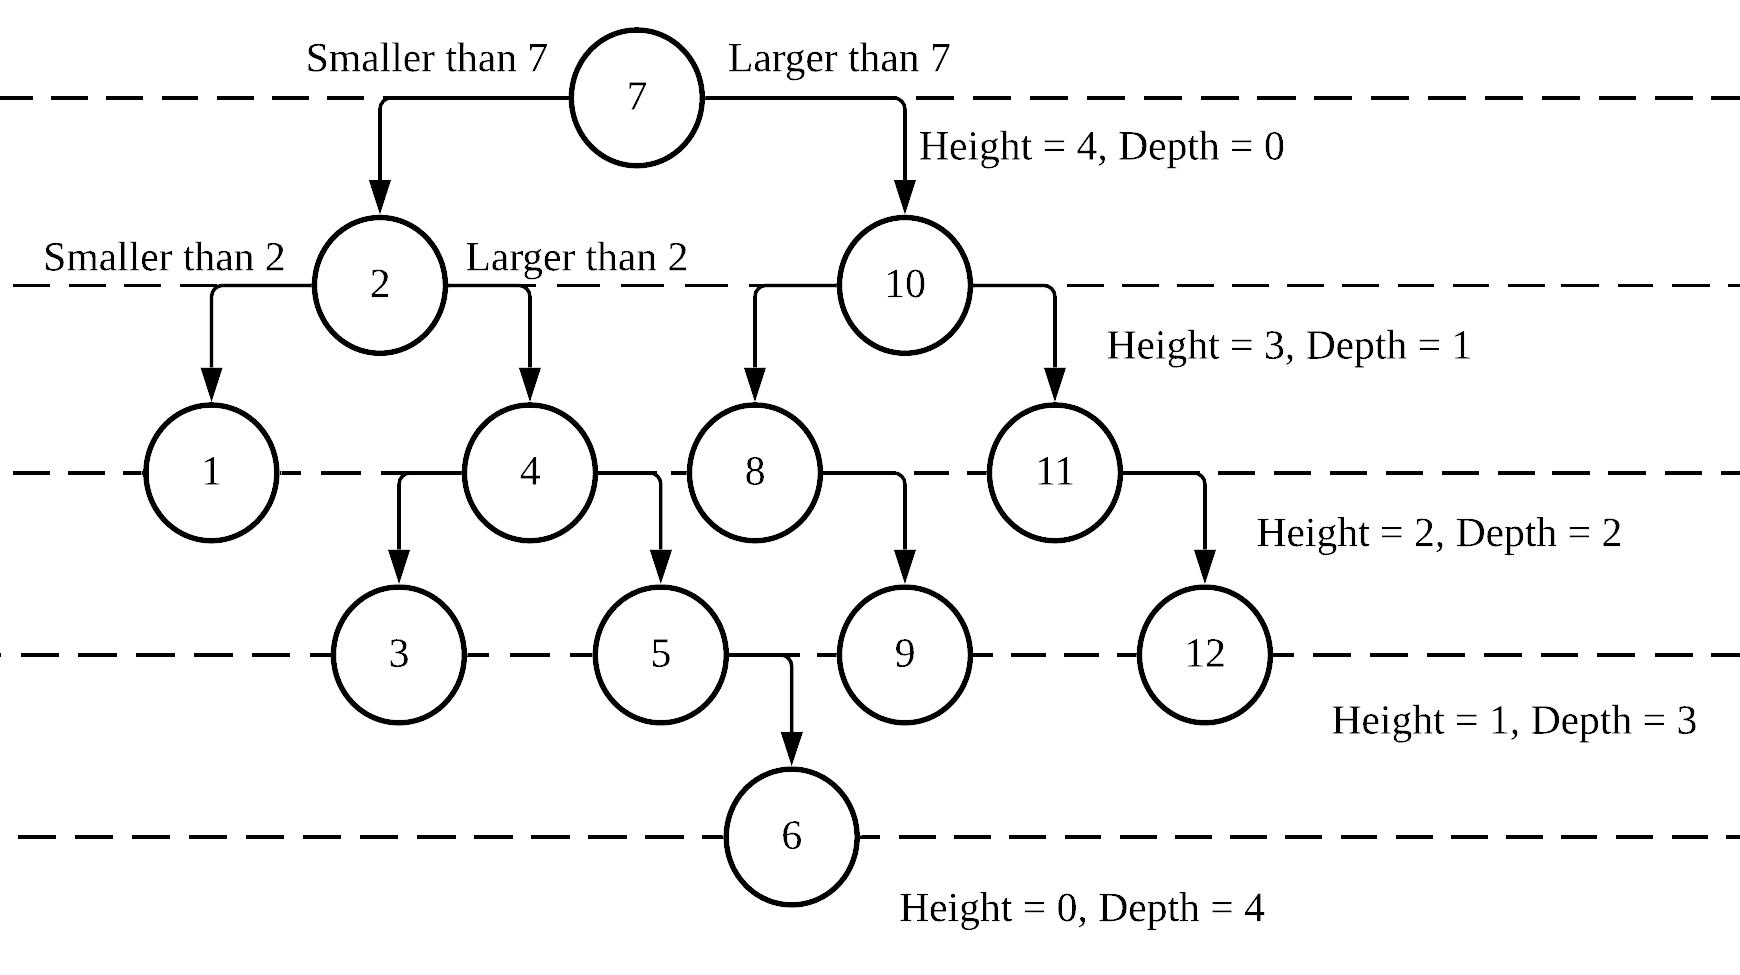 Smaller than 7
7
Larger than 7
Height = 4, Depth = 0
Smaller than 2
2
Larger than 2
10
Height = 3, Depth = 1
1
4
8
11
Height = 2, Depth = 2
3
5
9
12
Height = 1, Depth = 3
6
Height = 0, Depth = 4